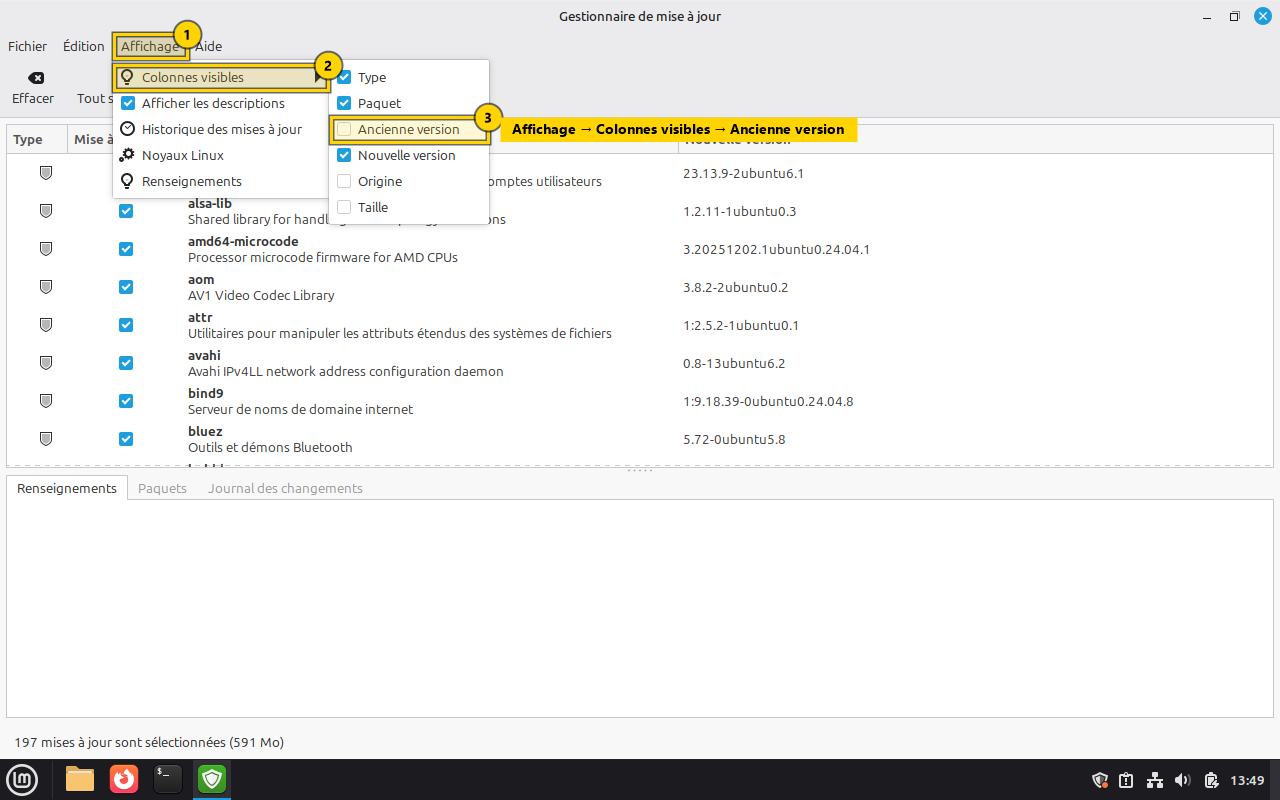 Gestionnaire de mise à jour
Fichier Édition Affichage Aide
1
2
Effacer Tout s
Colonnes visibles
Afficher les descriptions
Historique des mises à jour
Noyaux Linux
Renseignements
Type
Paquet
Ancienne version
Nouvelle version
Origine
Taille
3
Affichage → Colonnes visibles → Ancienne version
Type Mise à
omptes utilisateurs
23.13.9-2ubuntu6.1
alsa-lib
Shared library for handl
1.2.11-1ubuntu0.3
amd64-microcode
Processor microcode firmware for AMD CPUs
3.20251202.1ubuntu0.24.04.1
aom
AV1 Video Codec Library
3.8.2-2ubuntu0.2
attr
Utilitaires pour manipuler les attributs étendus des systèmes de fichiers
1:2.5.2-1ubuntu0.1
avahi
Avahi IPv4LL network address configuration daemon
0.8-13ubuntu6.2
bind9
Serveur de noms de domaine internet
1:9.18.39-0ubuntu0.24.04.8
bluez
Outils et démons Bluetooth
5.72-0ubuntu5.8
Renseignements Paquets Journal des changements
197 mises à jour sont sélectionnées (591 Mo)
13:49